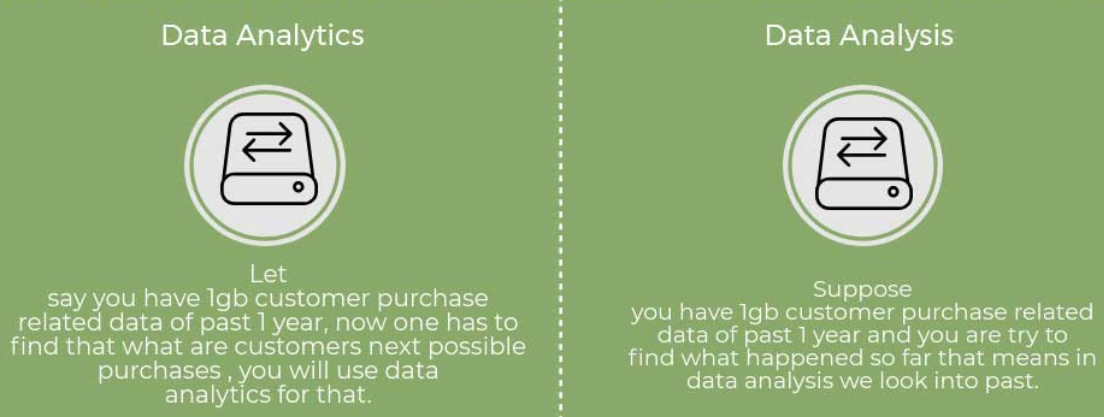 Data Analytics
Let
say you have 1gb customer purchase
related data of past 1 year, now one has to
find that what are customers next possible
purchases , you will use data
analytics for that.
Data Analysis
Suppose
you have 1gb customer purchase related
data of past 1 year and you are try to
find what happened so far that means in
data analysis we look into past.